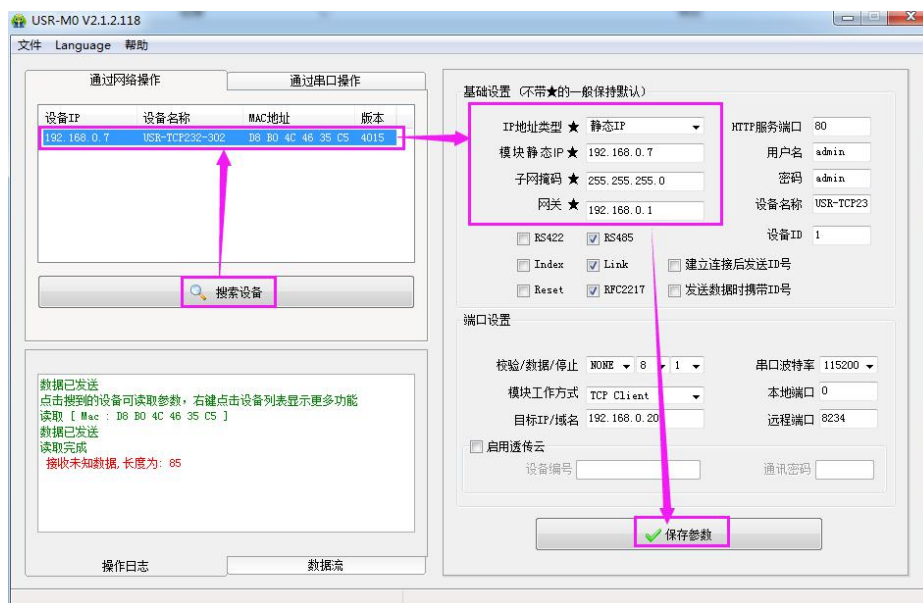 USR-M0 V2.1.2.118
文件 Language 帮助
通过网络操作 通过串口操作
设备IP 设备名称 MAC地址 版本
192.168.0.7 USR-TCP232-302 D8 B0 4C 46 35 C5 4015
搜索设备
数据已发送
点击搜到的设备可读取参数，右键点击设备列表显示更多功能
读取 [ Mac : D8 B0 4C 46 35 C5 ]
数据已发送
读取完成
接收未知数据,长度为: 85
操作日志 数据流
基础设置 (不带★的一般保持默认)
IP地址类型 ★ 静态IP HTTP服务端口 80
模块静态IP★ 192.168.0.7 用户名 admin
子网掩码 ★ 255.255.255.0 密码 admin
网关 ★ 192.168.0.1 设备名称 USR-TCP23
RS422 RS485 设备ID 1
Index Link 建立连接后发送ID号
Reset RFC2217 发送数据时携带ID号
端口设置
校验/数据/停止 NONE 8 1 串口波特率 115200
模块工作方式 TCP Client 本地端口 0
目标IP/域名 192.168.0.20 远程端口 8234
启用透传云
设备编号 通讯密码
保存参数